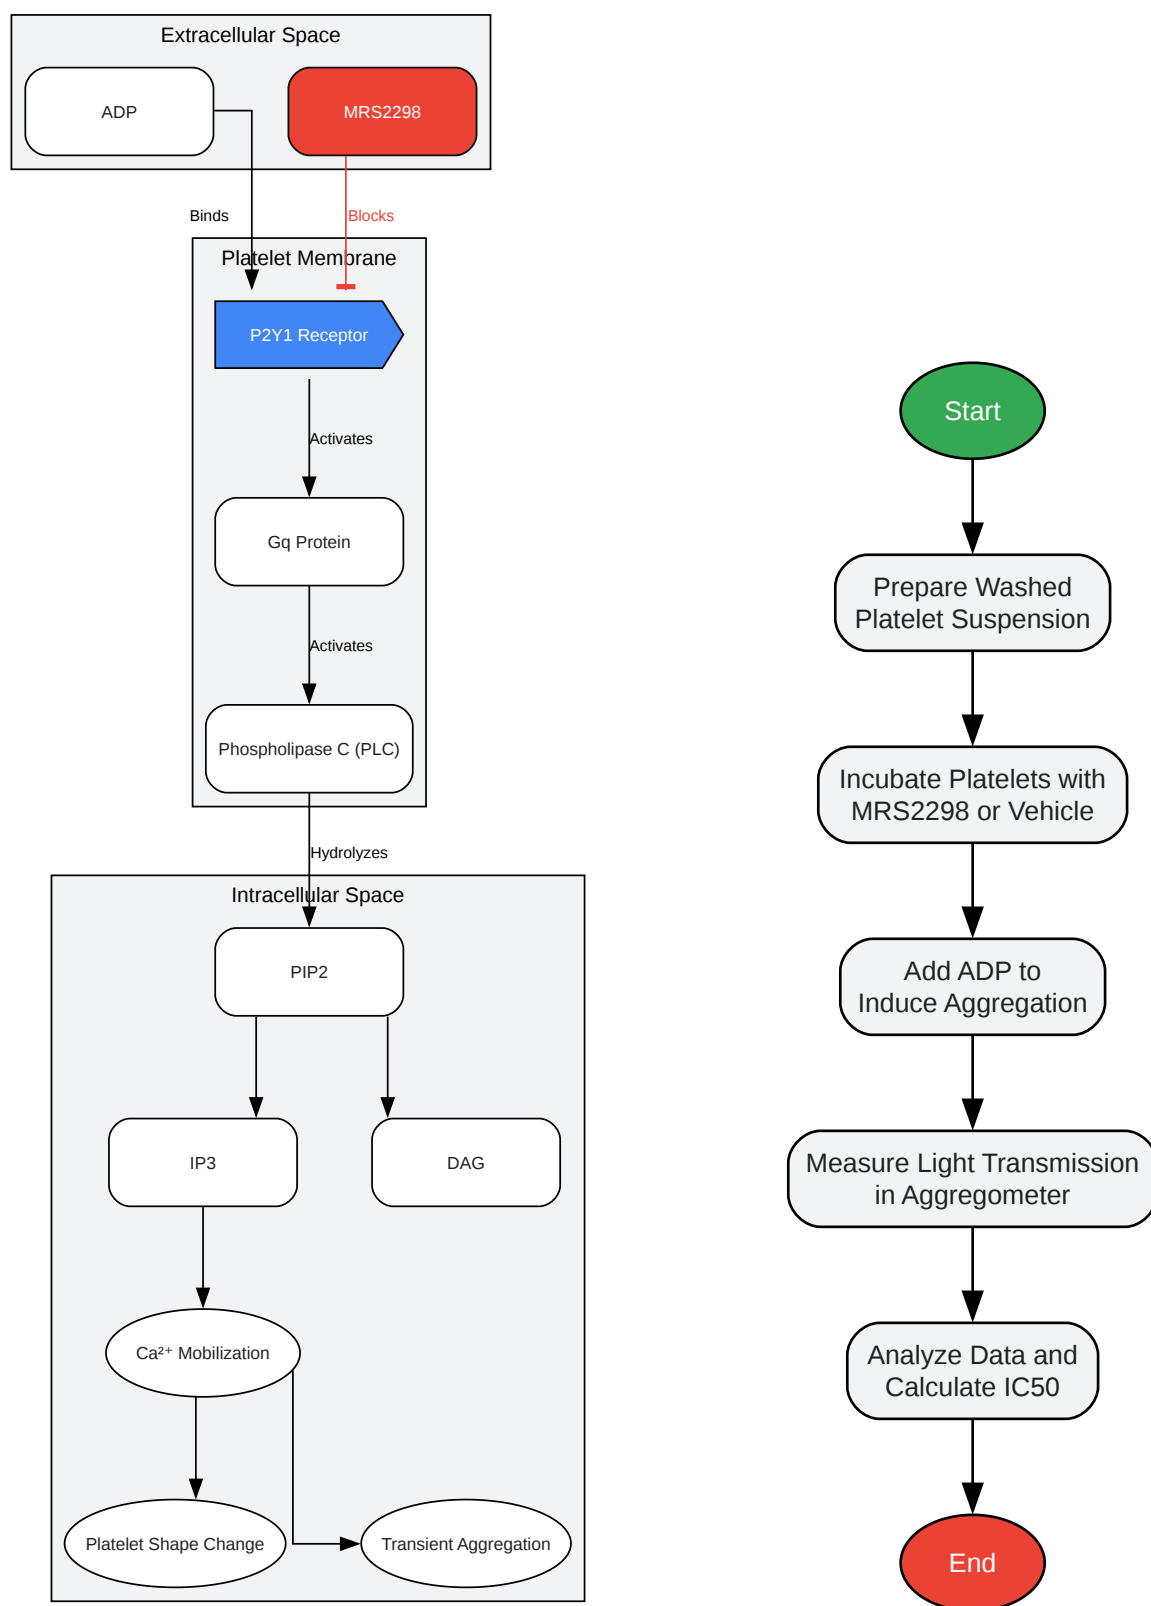 Extracellular Space
ADP
MRS2298
Binds
Blocks
Platelet Membrane
P2Y1 Receptor
Activates
Gq Protein
Activates
Phospholipase C (PLC)
Hydrolyzes
Intracellular Space
PIP2
IP3
DAG
Ca²⁺ Mobilization
Platelet Shape Change
Transient Aggregation
Start
Prepare Washed
Platelet Suspension
Incubate Platelets with
MRS2298 or Vehicle
Add ADP to
Induce Aggregation
Measure Light Transmission
in Aggregometer
Analyze Data and
Calculate IC50
End